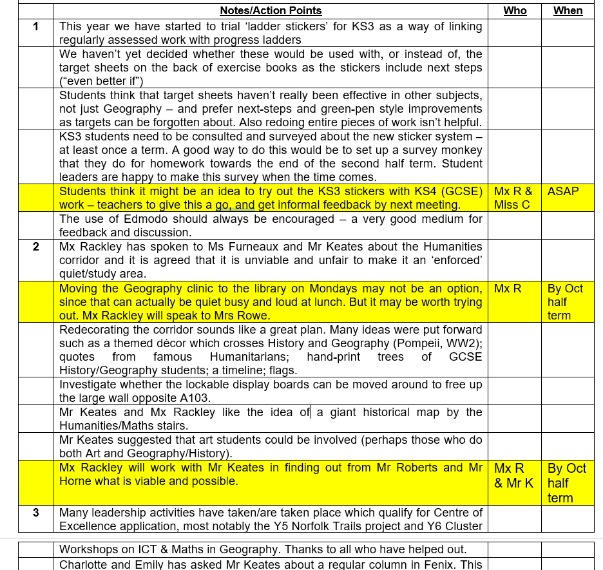 Notes/Action Points Who When
1 This year we have started to trial ‘ladder stickers’ for KS3 as a way of linking
regularly assessed work with progress ladders
We haven’t yet decided whether these would be used with, or instead of, the
target sheets on the back of exercise books as the stickers include next steps
(“even better if”)
Students think that target sheets haven’t really been effective in other subjects,
not just Geography – and prefer next-steps and green-pen style improvements
as targets can be forgotten about. Also redoing entire pieces of work isn’t helpful.
KS3 students need to be consulted and surveyed about the new sticker system –
at least once a term. A good way to do this would be to set up a survey monkey
that they do for homework towards the end of the second half term. Student
leaders are happy to make this survey when the time comes.
Students think it might be an idea to try out the KS3 stickers with KS4 (GCSE) Mx R & ASAP
work – teachers to give this a go, and get informal feedback by next meeting. Miss C
The use of Edmodo should always be encouraged – a very good medium for
feedback and discussion.
2 Mx Rackley has spoken to Ms Furneaux and Mr Keates about the Humanities
corridor and it is agreed that it is unviable and unfair to make it an ‘enforced’
quiet/study area.
Moving the Geography clinic to the library on Mondays may not be an option, Mx R By Oct
since that can actually be quiet busy and loud at lunch. But it may be worth trying half
out. Mx Rackley will speak to Mrs Rowe. term
Redecorating the corridor sounds like a great plan. Many ideas were put forward
such as a themed décor which crosses History and Geography (Pompeii, WW2);
quotes from famous Humanitarians; hand-print trees of GCSE
History/Geography students; a timeline; flags.
Investigate whether the lockable display boards can be moved around to free up
the large wall opposite A103.
Mr Keates and Mx Rackley like the idea of a giant historical map by the
Humanities/Maths stairs.
Mr Keates suggested that art students could be involved (perhaps those who do
both Art and Geography/History).
Mx Rackley will work with Mr Keates in finding out from Mr Roberts and Mr Mx R By Oct
Horne what is viable and possible. & Mr K half
term
3 Many leadership activities have taken/are taken place which qualify for Centre of
Excellence application, most notably the Y5 Norfolk Trails project and Y6 Cluster
Workshops on ICT & Maths in Geography. Thanks to all who have helped out.
Charlotte and Emily has asked Mr Keates about a regular column in Fenix. This